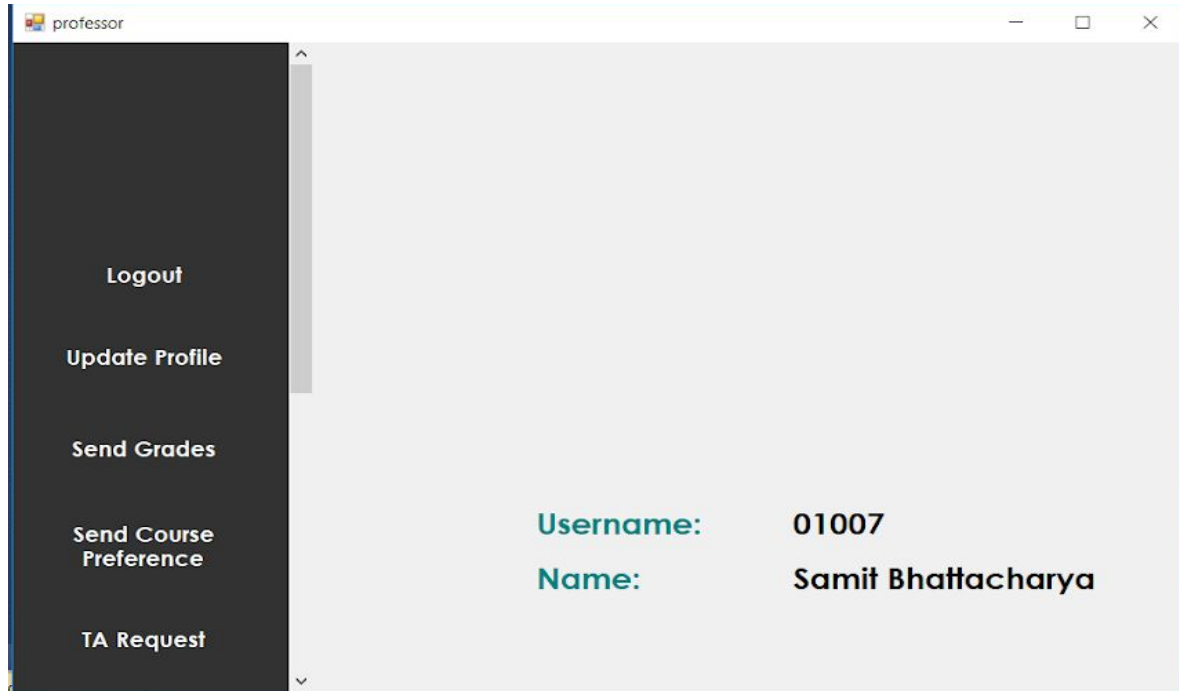 professor
Logout
Update Profile
Send Grades
Send Course
Preference
TA Request
Username: 01007
Name: Samit Bhattacharya